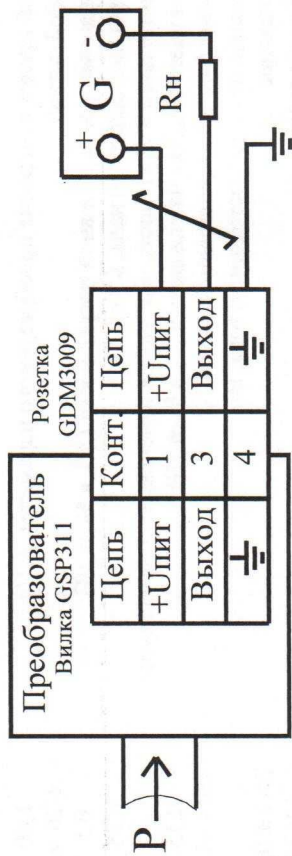 Преобразователь
Вилка GSP311
Розетка
GDM3009
Цепь Конт. Цепь
+Uпит 1 +Uпит
Выход 3 Выход
4
P
+ G -
Rн